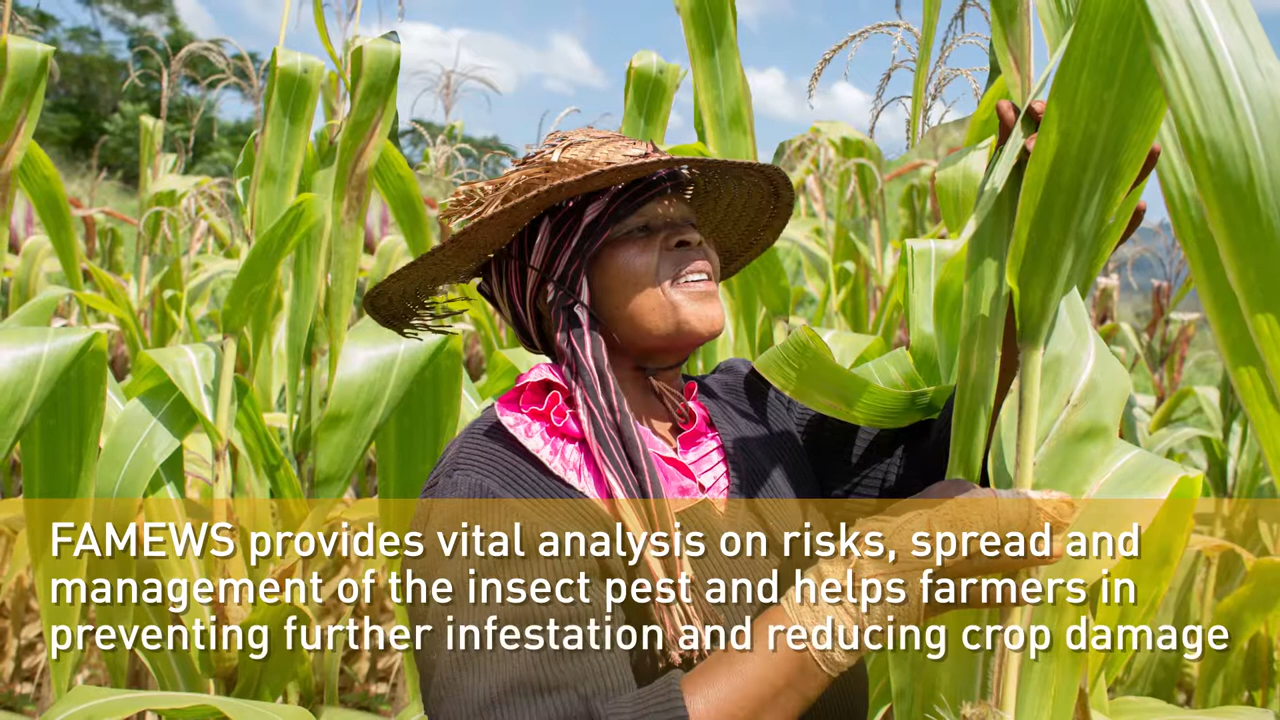 FAMEWS provides vital analysis on risks, spread and
management of the insect pest and helps farmers in
preventing further infestation and reducing crop damage